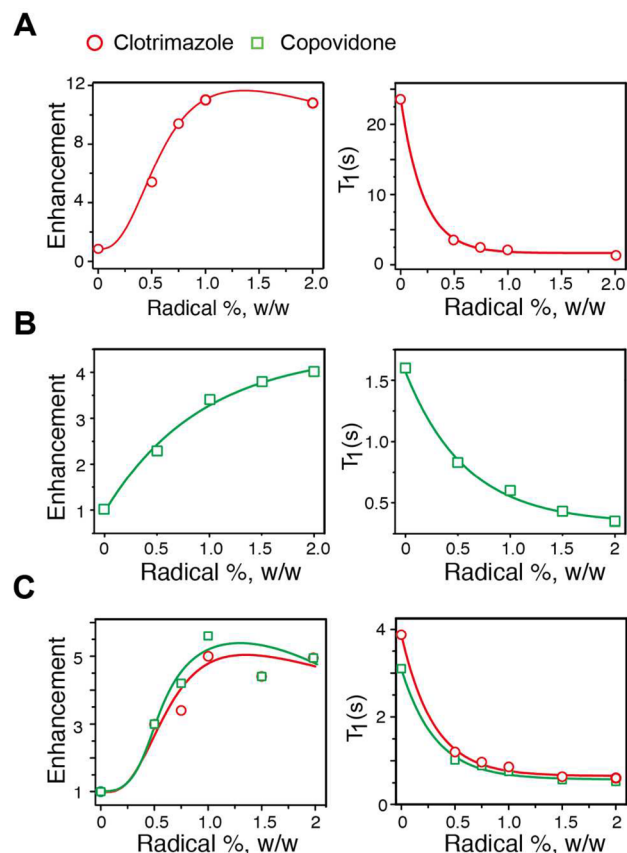 A
Clotrimazole Copovidone
Enhancement
12
8
4
0
0 0.5 1.0 1.5 2.0
Radical %, w/w
T1(s)
20
10
0
0 0.5 1.0 1.5 2.0
Radical %, w/w
B
Enhancement
4
3
2
1
0 0.5 1.0 1.5 2.0
Radical %, w/w
T1(s)
1.5
1.0
0.5
0 0.5 1.0 1.5 2
Radical %, w/w
C
Enhancement
5
3
1
0 0.5 1.0 1.5 2
Radical %, w/w
T1(s)
4
2
0
0 0.5 1.0 1.5 2.0
Radical %, w/w